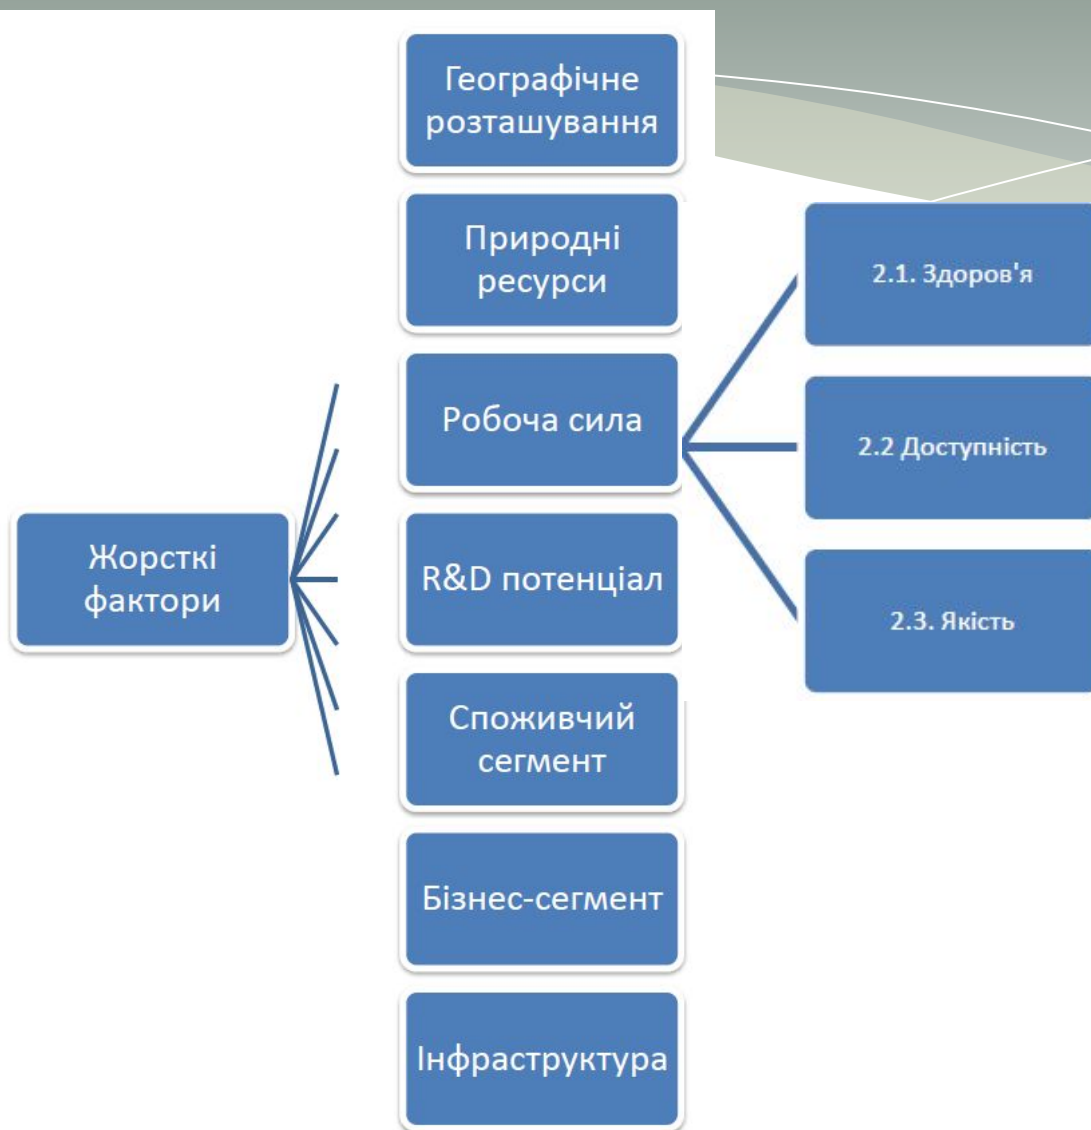 Географічне
розташування
Природні
ресурси
Робоча сила
R&D потенціал
Споживчий
сегмент
Бізнес-сегмент
Інфраструктура
Жорсткі
фактори
2.1. Здоров'я
2.2 Доступність
2.3. Якість